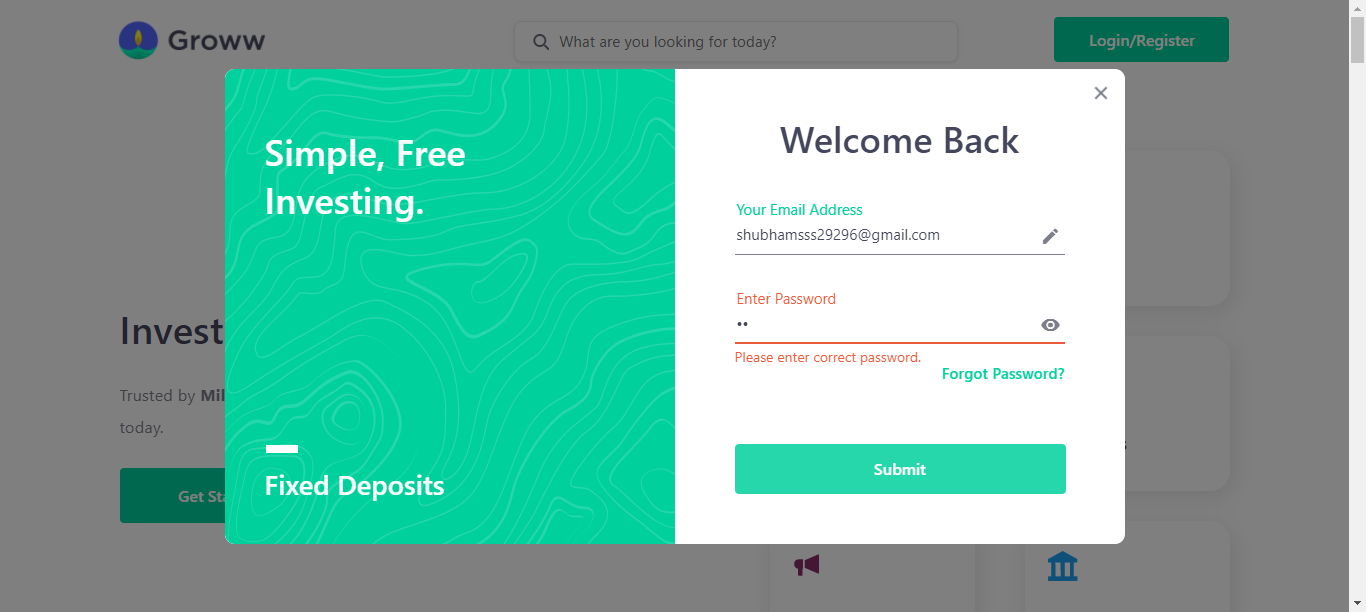 Groww
What are you looking for today?
Login/Register
Simple, Free
Investing.
Fixed Deposits
Welcome Back
Your Email Address
shubhamsss29296@gmail.com
Enter Password
Please enter correct password.
Forgot Password?
Submit
Invest
Trusted by Mil
today.
Get Sta